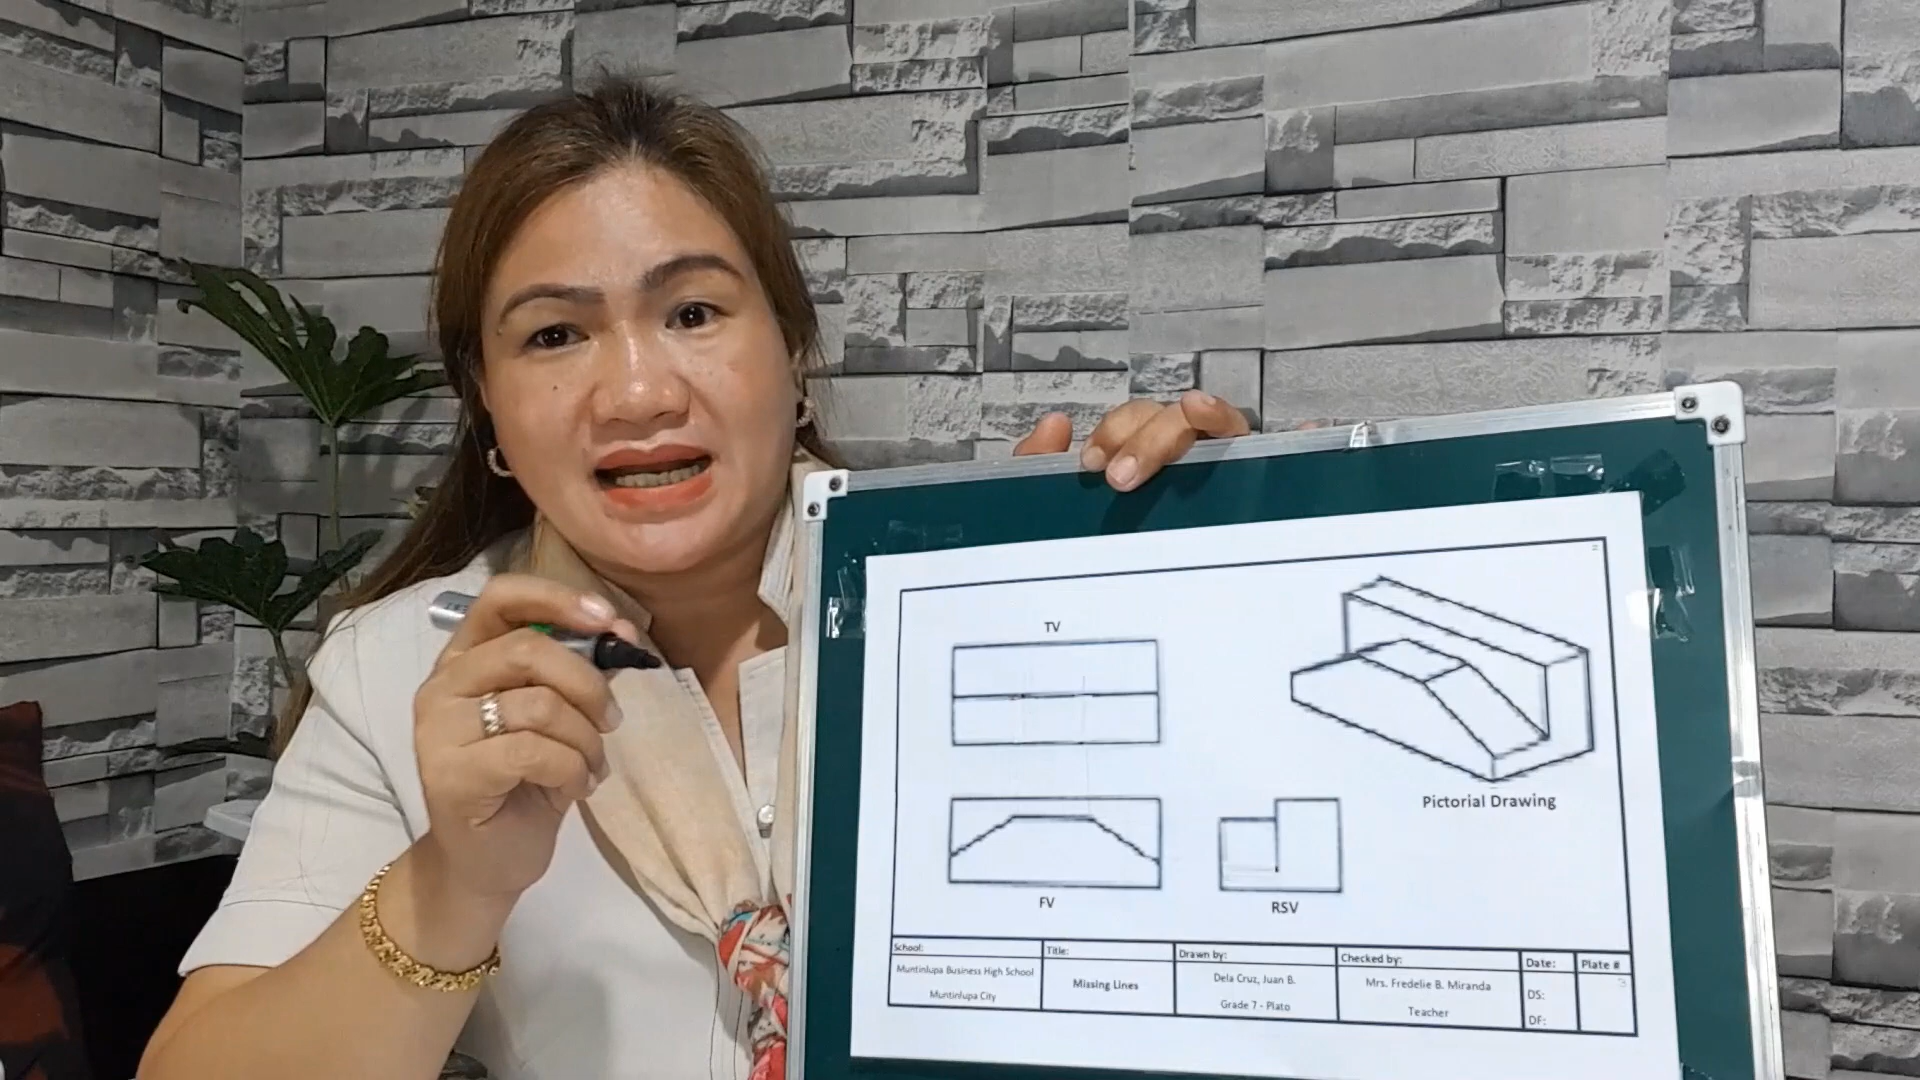 TV
Pictorial Drawing
FV
RSV
School:
Muntinlupa Business High School
Muntinlupa City
Title:
Missing Lines
Drawn by:
Dela Cruz, Juan B.
Grade 7 - Plato
Checked by:
Mrs. Fredelie B. Miranda
Teacher
Date:
DS:
DF:
Plate #
3